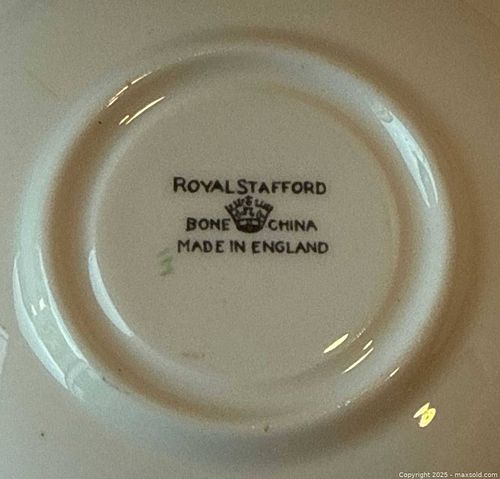 ROYAL STAFFORD
BONE CHINA
MADE IN ENGLAND
Copyright © 2025 - maxsold.com